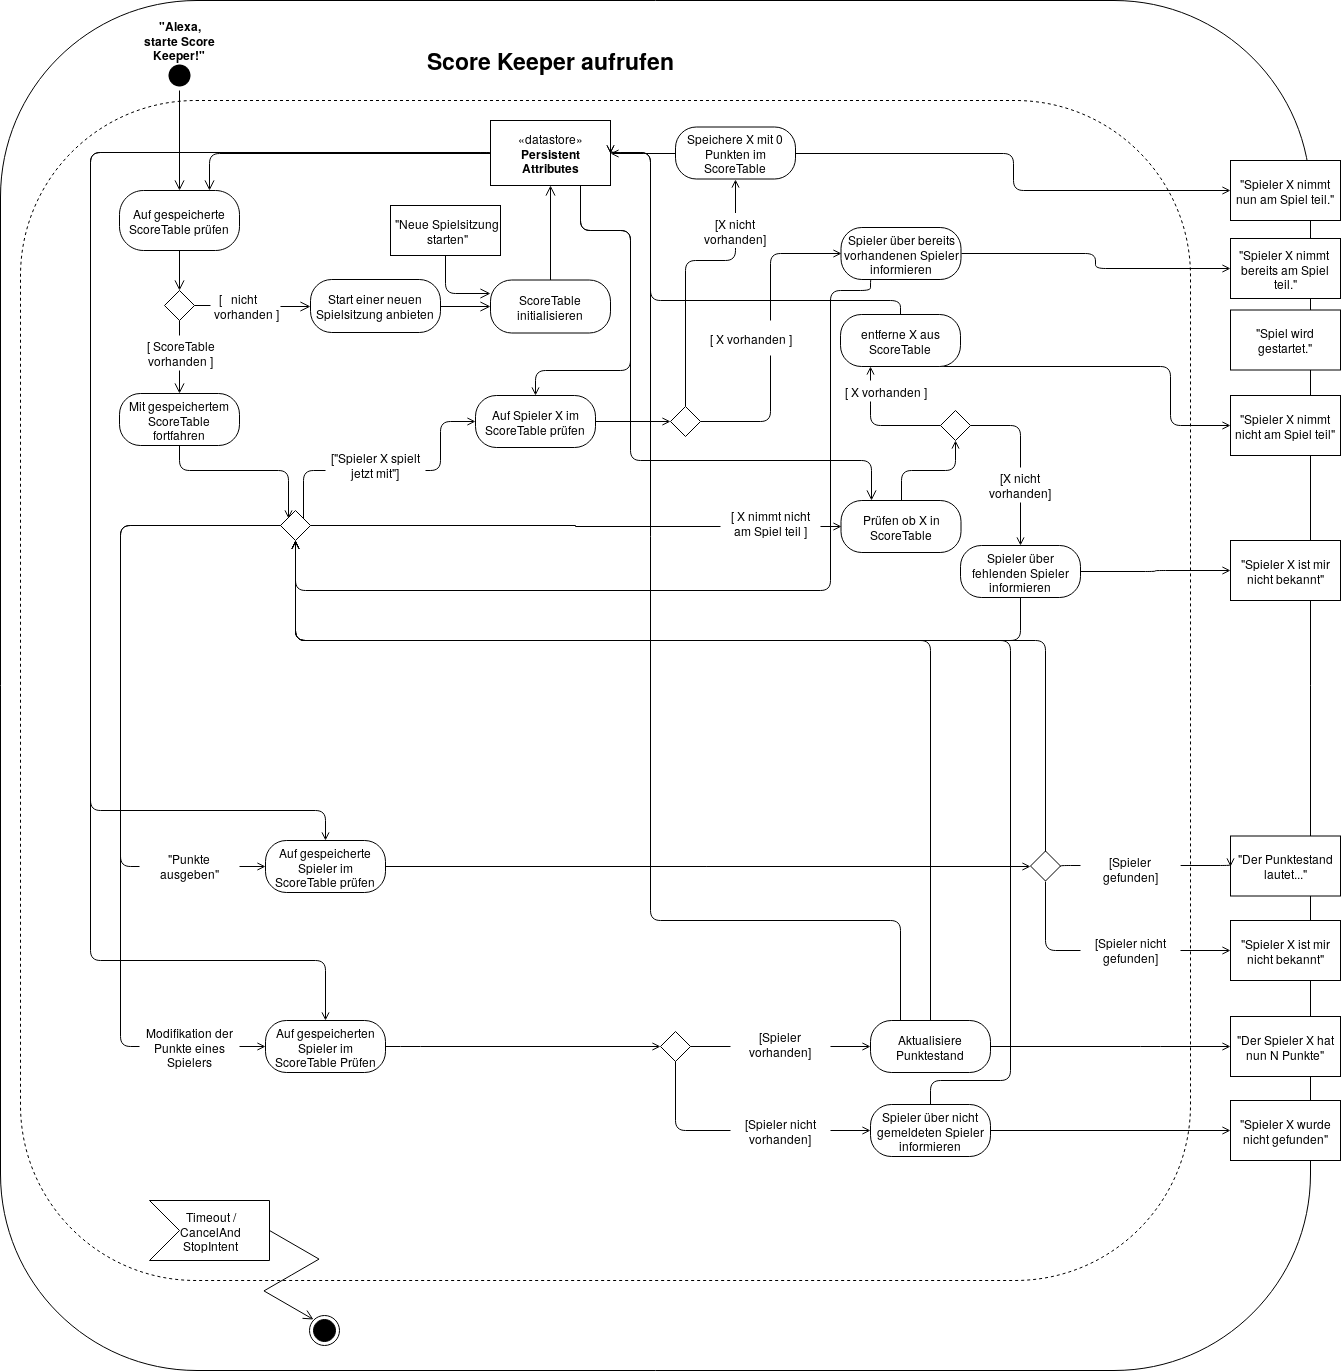 "Alexa,
starte Score
Keeper!"
Score Keeper aufrufen
«datastore»
Persistent
Attributes
Speichere X mit 0
Punkten im
ScoreTable
"Spieler X nimmt
nun am Spiel teil."
Auf gespeicherte
ScoreTable prüfen
"Neue Spielsitzung
starten"
[X nicht
vorhanden]
Spieler über bereits
vorhandenen Spieler
informieren
"Spieler X nimmt
bereits am Spiel
teil."
[ nicht
vorhanden ]
Start einer neuen
Spielsitzung anbieten
ScoreTable
initialisieren
[ X vorhanden ]
entferne X aus
ScoreTable
"Spiel wird
gestartet."
[ ScoreTable
vorhanden ]
Mit gespeichertem
ScoreTable
fortfahren
Auf Spieler X im
ScoreTable prüfen
[ X vorhanden ]
"Spieler X nimmt
nicht am Spiel teil"
["Spieler X spielt
jetzt mit"]
[X nicht
vorhanden]
[ X nimmt nicht
am Spiel teil ]
Prüfen ob X in
ScoreTable
Spieler über
fehlenden Spieler
informieren
"Spieler X ist mir
nicht bekannt"
"Punkte
ausgeben"
Auf gespeicherte
Spieler im
ScoreTable prüfen
[Spieler
gefunden]
"Der Punktestand
lautet..."
[Spieler nicht
gefunden]
"Spieler X ist mir
nicht bekannt"
Modifikation der
Punkte eines
Spielers
Auf gespeicherten
Spieler im
ScoreTable Prüfen
[Spieler
vorhanden]
Aktualisiere
Punktestand
"Der Spieler X hat
nun N Punkte"
[Spieler nicht
vorhanden]
Spieler über nicht
gemeldeten Spieler
informieren
"Spieler X wurde
nicht gefunden"
Timeout /
CancelAnd
StopIntent